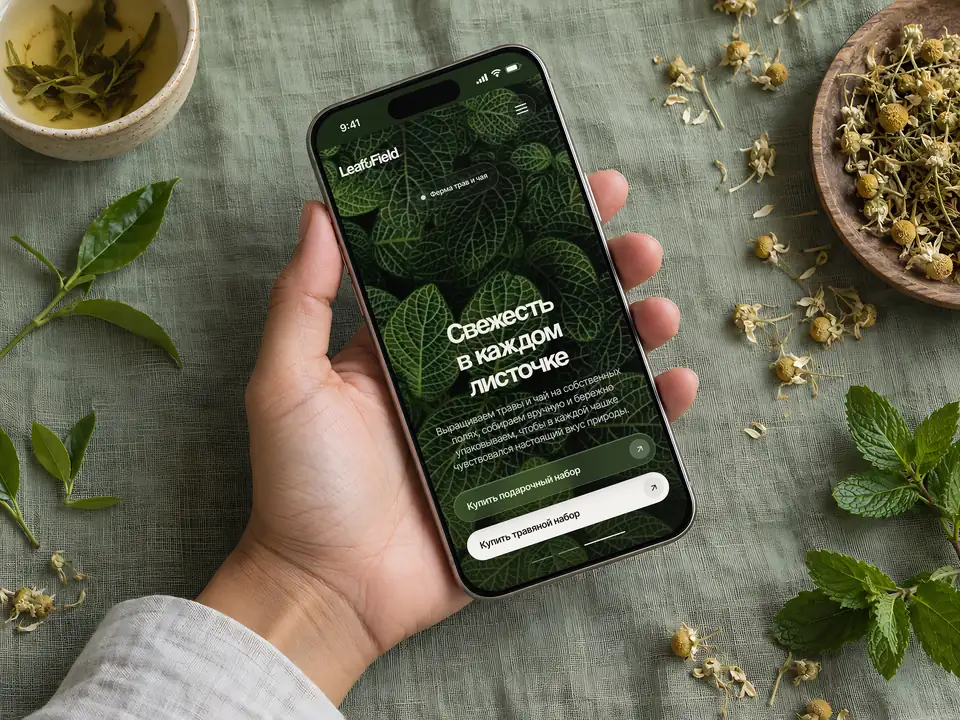 9:41
Leaf&Field
Ферма трав и чая
Свежесть
в каждом
листочке
Выращиваем травы и чай на собственных
полях, собираем вручную и бережно
упаковываем, чтобы в каждой чашке
чувствовался настоящий вкус природы.
Купить подарочный набор
Купить травяной набор